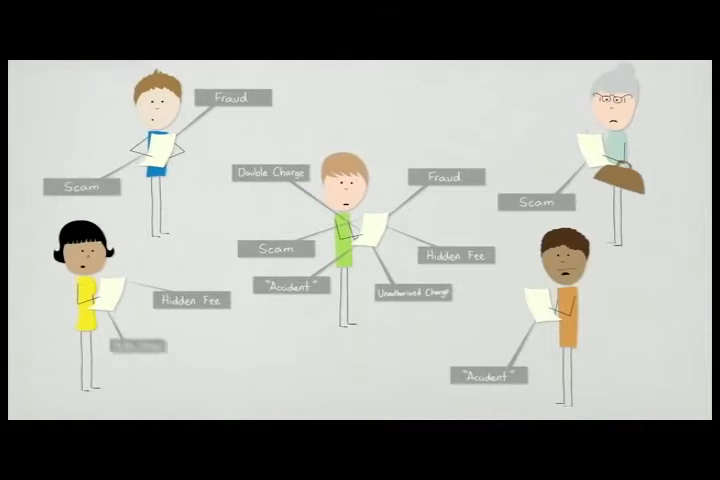 Fraud
Scam
Double Charge
Fraud
Scam
Scam
Hidden Fee
"Accident"
Unauthorized Charge
Hidden Fee
"Accident"